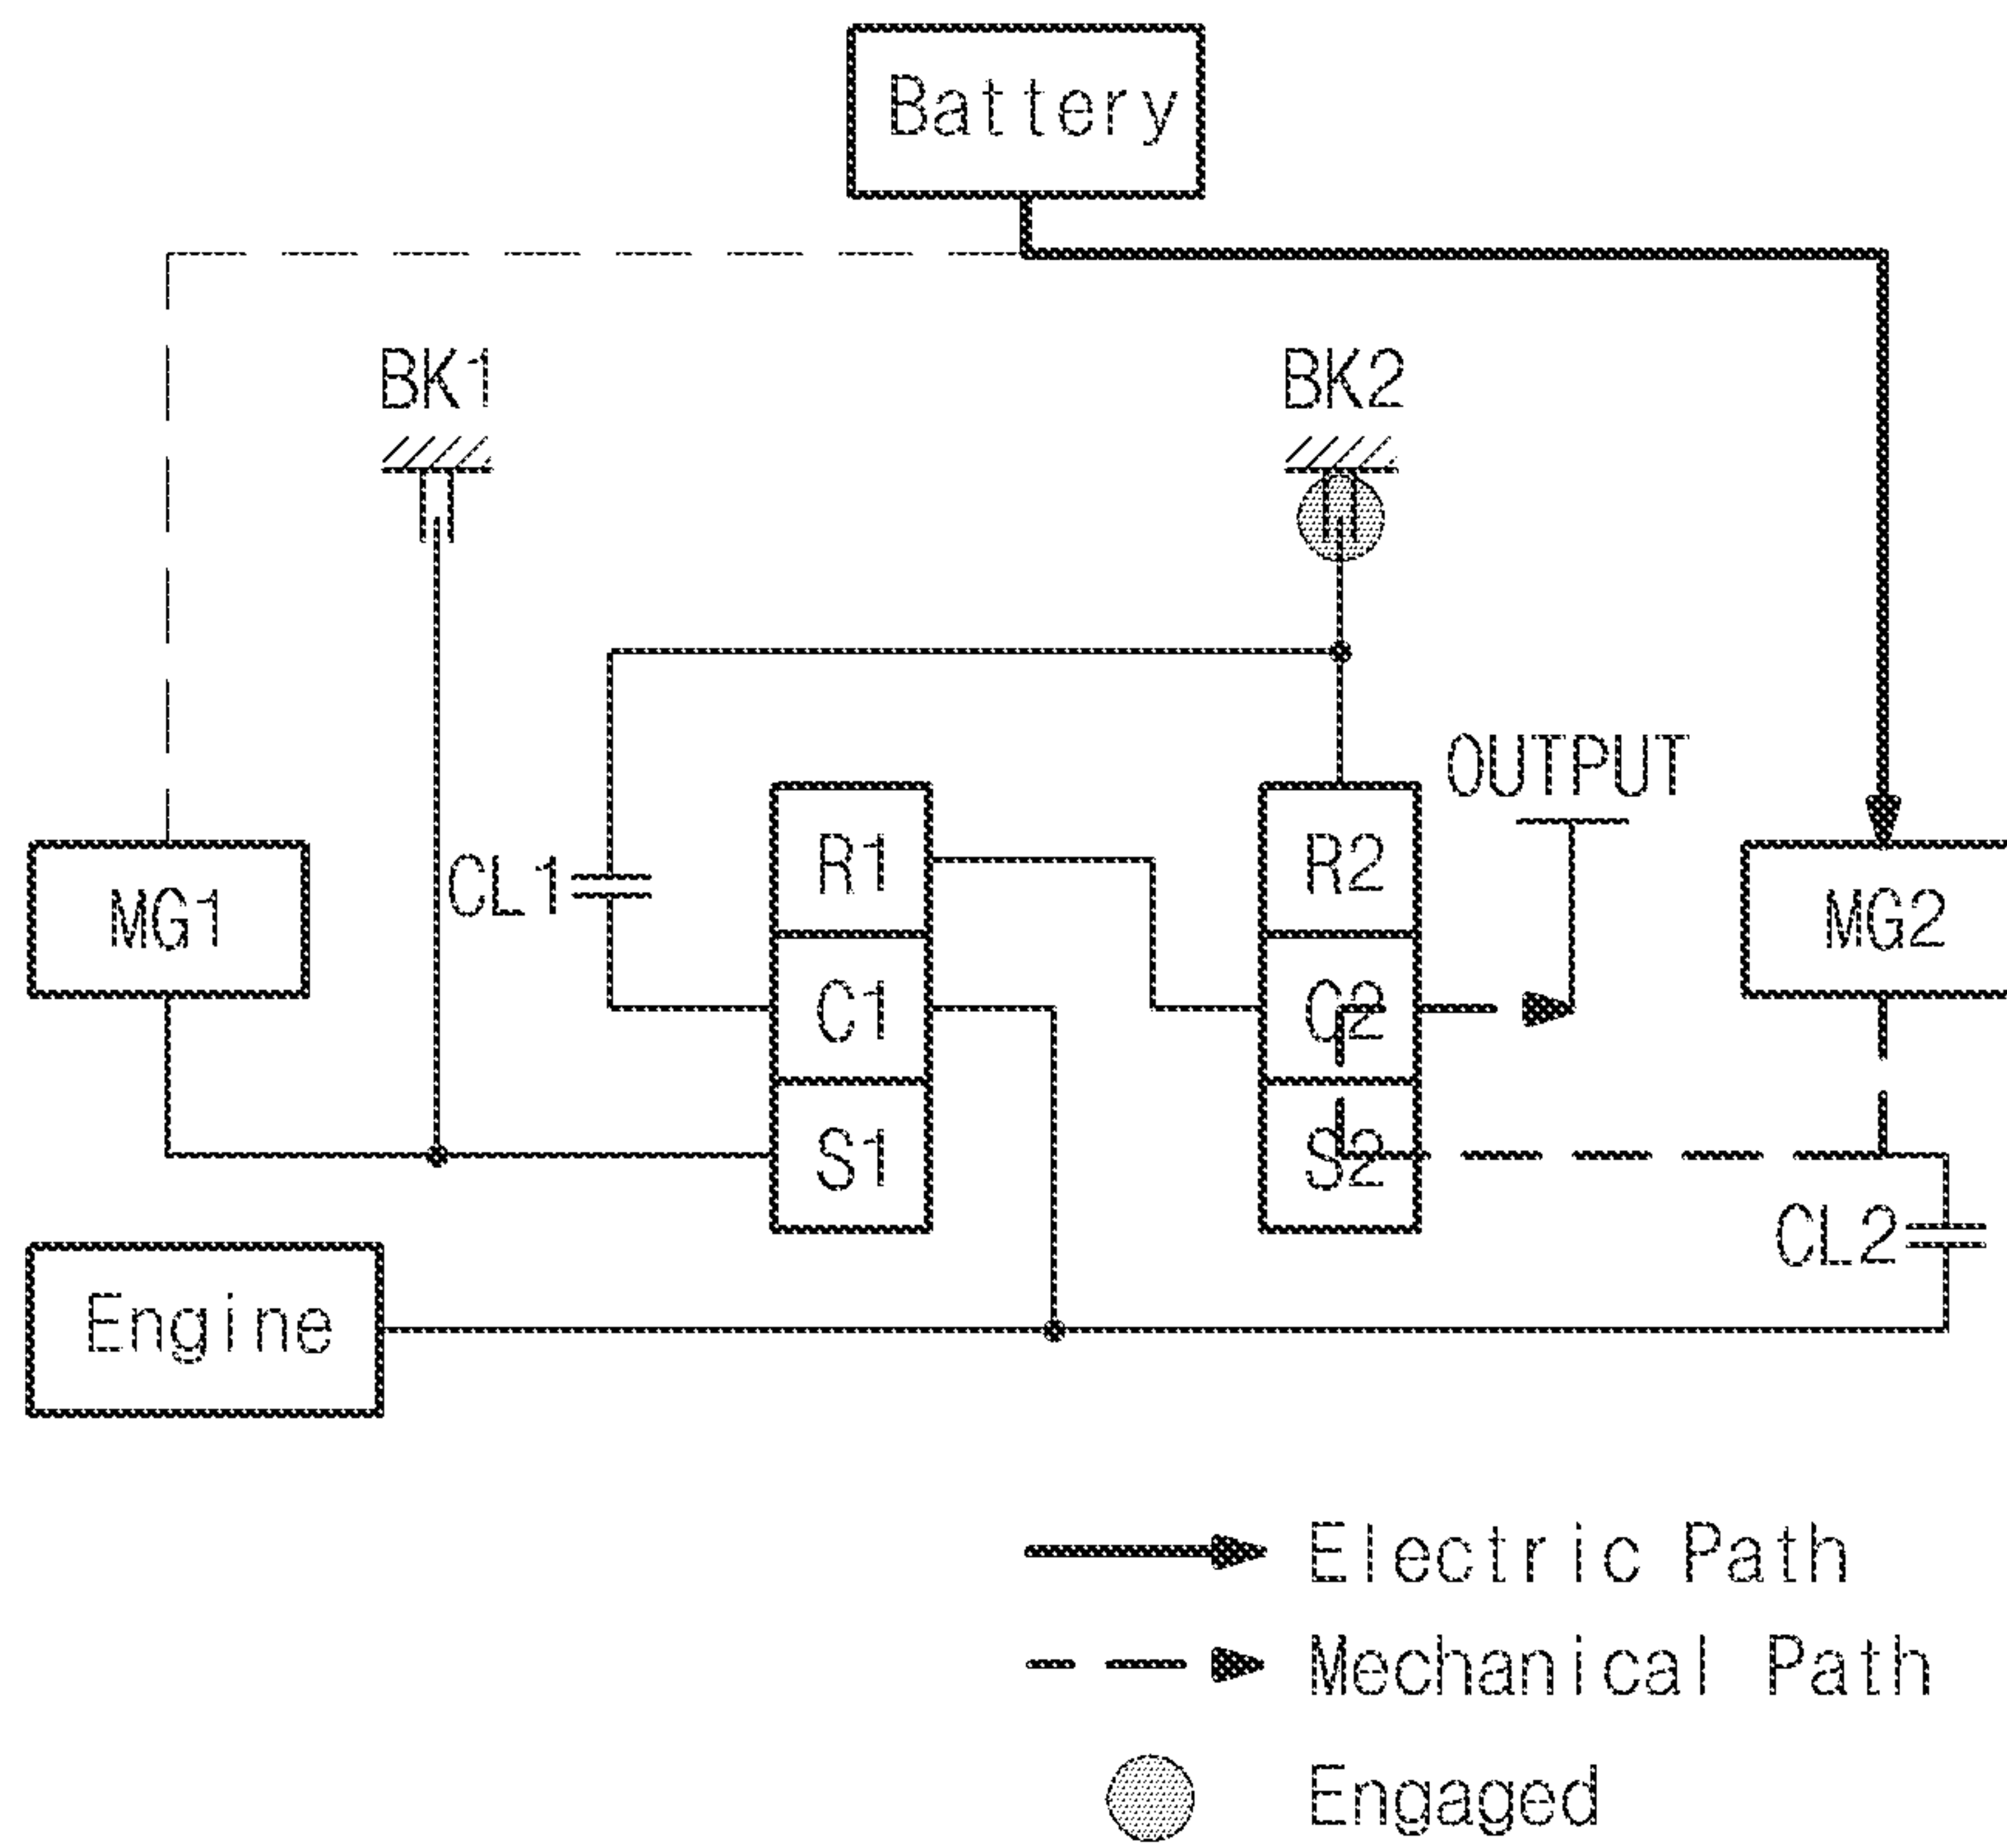 Battery
BK1
BK2
OUTPUT
R1
R2
CL1
MG1
MG2
C1
C2
S1
S2
CL2
Engine
Electric Path
Mechanical Path
Engaged